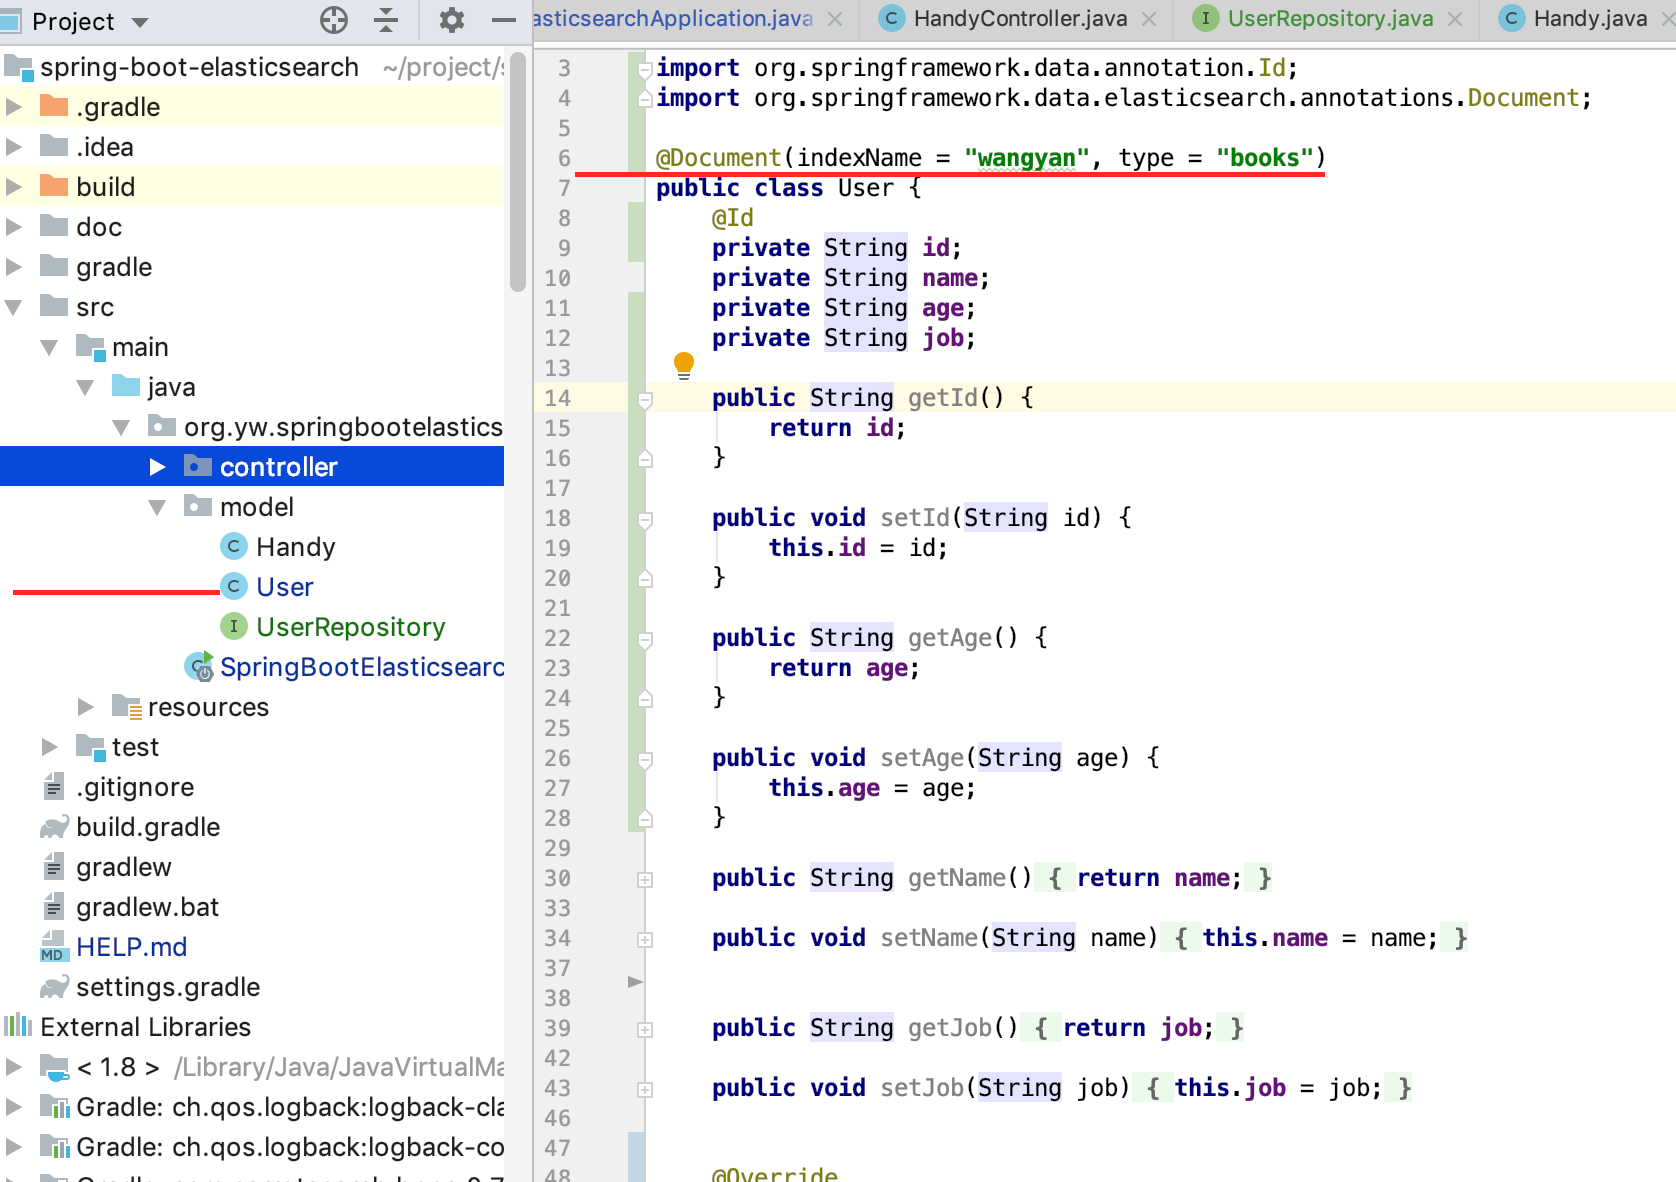 Project
spring-boot-elasticsearch ~/project/s
.gradle
.idea
build
doc
gradle
src
main
java
org.yw.springbootelastics
controller
model
Handy
User
UserRepository
SpringBootElasticsearc
resources
test
.gitignore
build.gradle
gradlew
gradlew.bat
HELP.md
settings.gradle
External Libraries
< 1.8 > /Library/Java/JavaVirtualMa
Gradle: ch.qos.logback:logback-cla
Gradle: ch.qos.logback:logback-co
asticsearchApplication.java HandyController.java UserRepository.java Handy.java
3 import org.springframework.data.annotation.Id;
4 import org.springframework.data.elasticsearch.annotations.Document;
5
6 @Document(indexName = "wangyan", type = "books")
7 public class User {
8 @Id
9 private String id;
10 private String name;
11 private String age;
12 private String job;
13
14 public String getId() {
15 return id;
16 }
17
18 public void setId(String id) {
19 this.id = id;
20 }
21
22 public String getAge() {
23 return age;
24 }
25
26 public void setAge(String age) {
27 this.age = age;
28 }
29
30 public String getName() { return name; }
33
34 public void setName(String name) { this.name = name; }
37
38
39 public String getJob() { return job; }
42
43 public void setJob(String job) { this.job = job; }
46
47
48 @Override